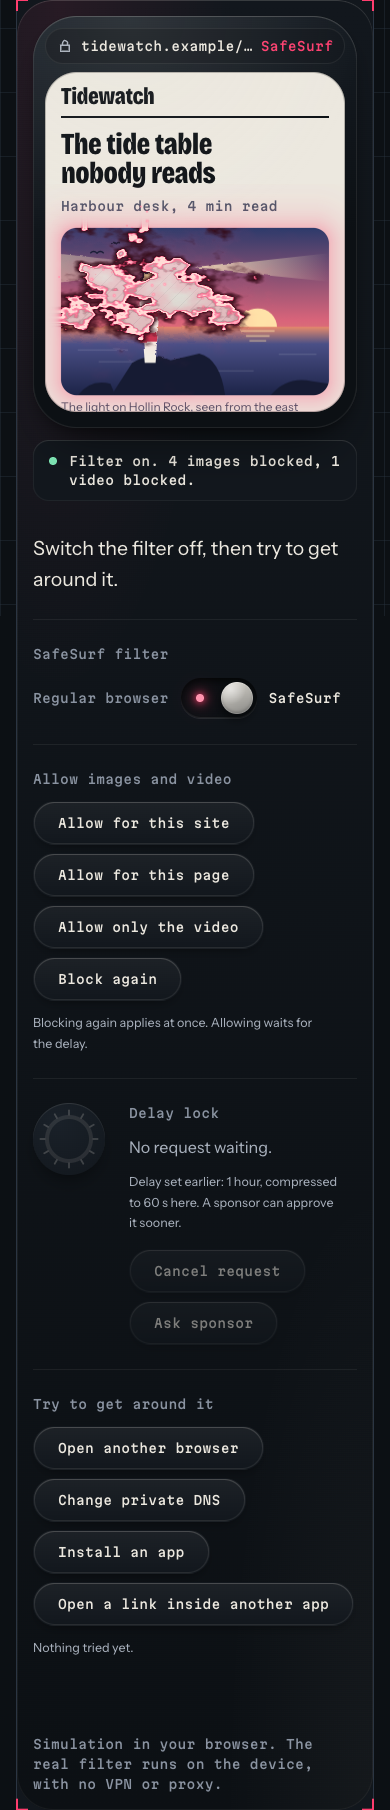 tidewatch.example/… SafeSurf
Tidewatch
The tide table
nobody reads
Harbour desk, 4 min read
The light on Hollin Rock, seen from the east
Filter on. 4 images blocked, 1
video blocked.
Switch the filter off, then try to get
around it.
SafeSurf filter
Regular browser SafeSurf
Allow images and video
Allow for this site
Allow for this page
Allow only the video
Block again
Blocking again applies at once. Allowing waits for
the delay.
Delay lock
No request waiting.
Delay set earlier: 1 hour, compressed
to 60 s here. A sponsor can approve
it sooner.
Cancel request
Ask sponsor
Try to get around it
Open another browser
Change private DNS
Install an app
Open a link inside another app
Nothing tried yet.
Simulation in your browser. The
real filter runs on the device,
with no VPN or proxy.